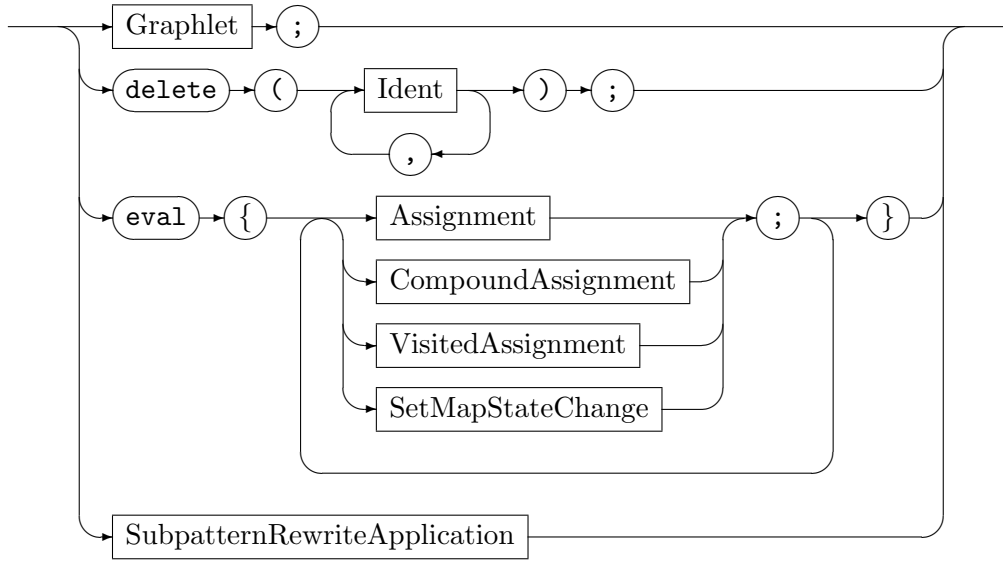 Graphlet ;
delete ( Ident ) ;
,
eval { Assignment ; }
CompoundAssignment
VisitedAssignment
SetMapStateChange
SubpatternRewriteApplication